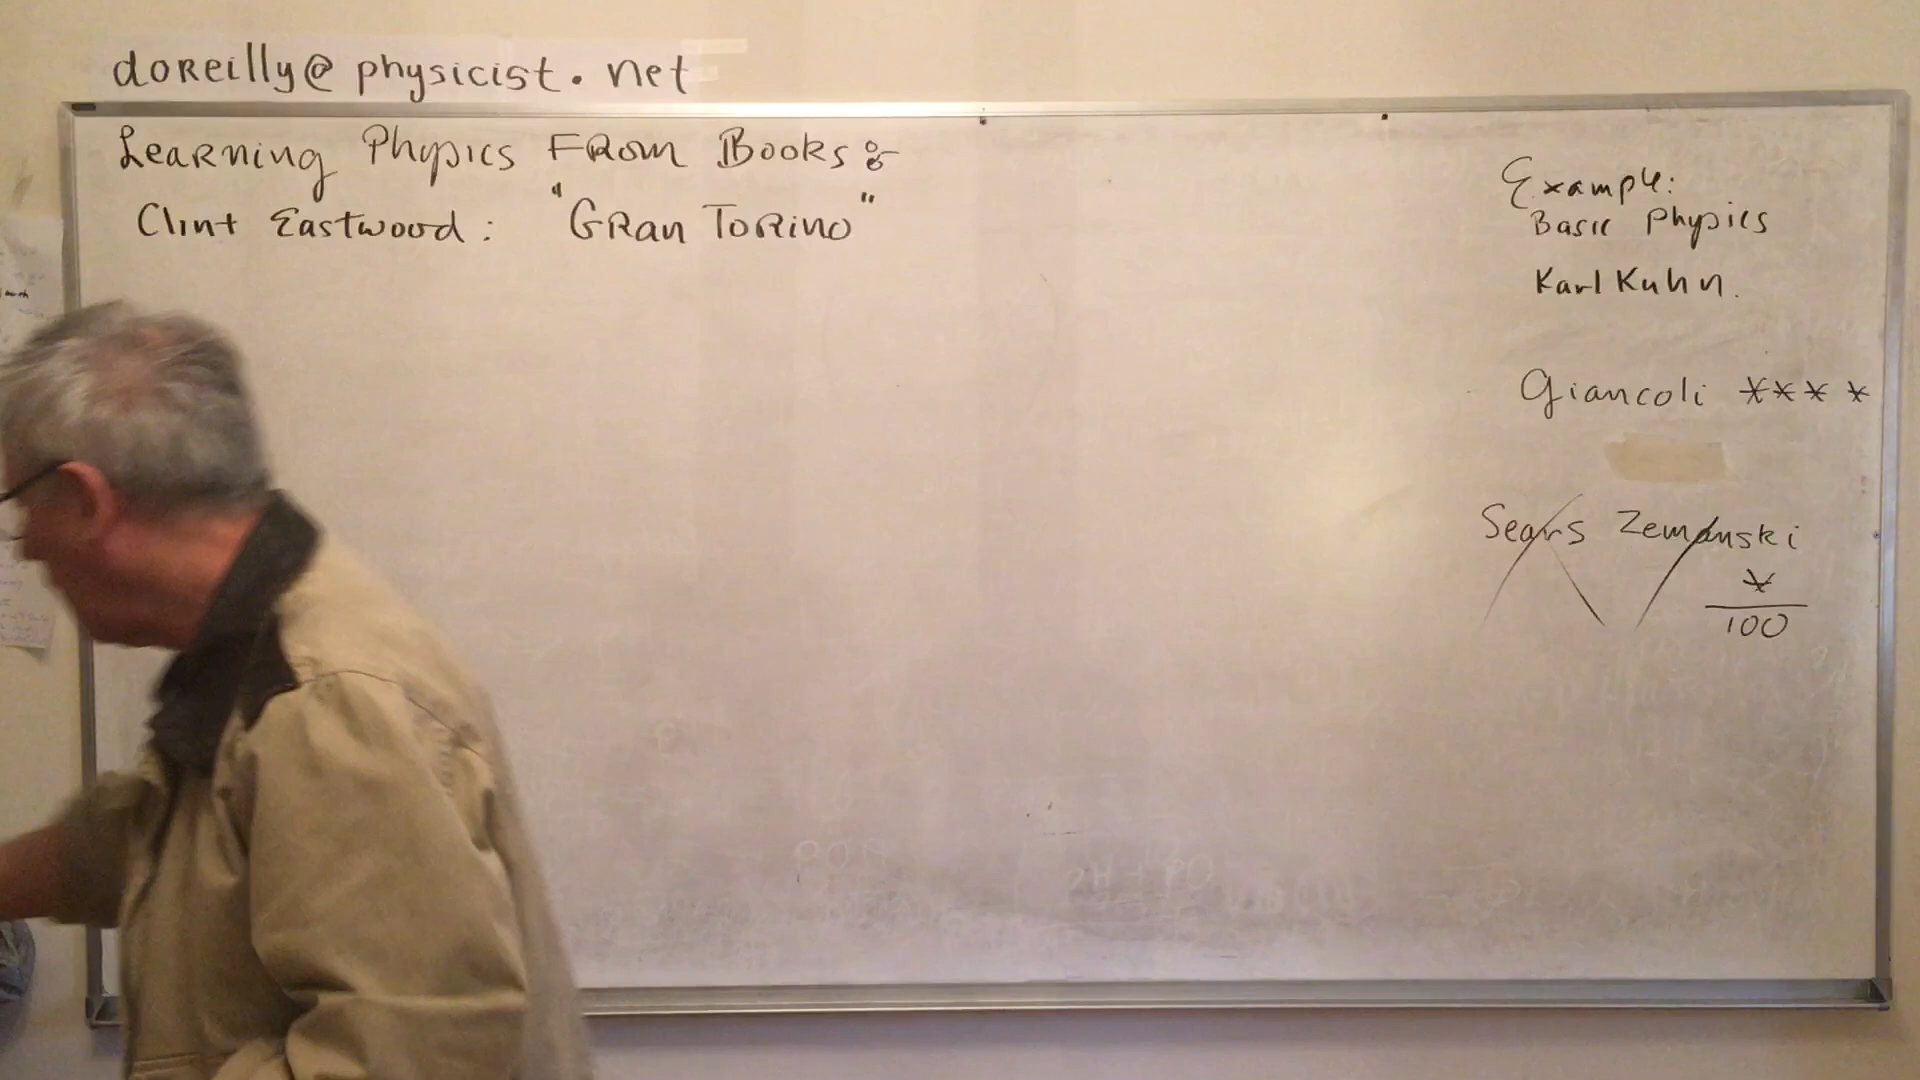 doreilly@physicist.net
Learning Physics From Books:
Clint Eastwood: "Gran Torino"
Example:
Basic Physics
Karl Kuhn.
Giancoli ****
Sears Zemanski
*
100